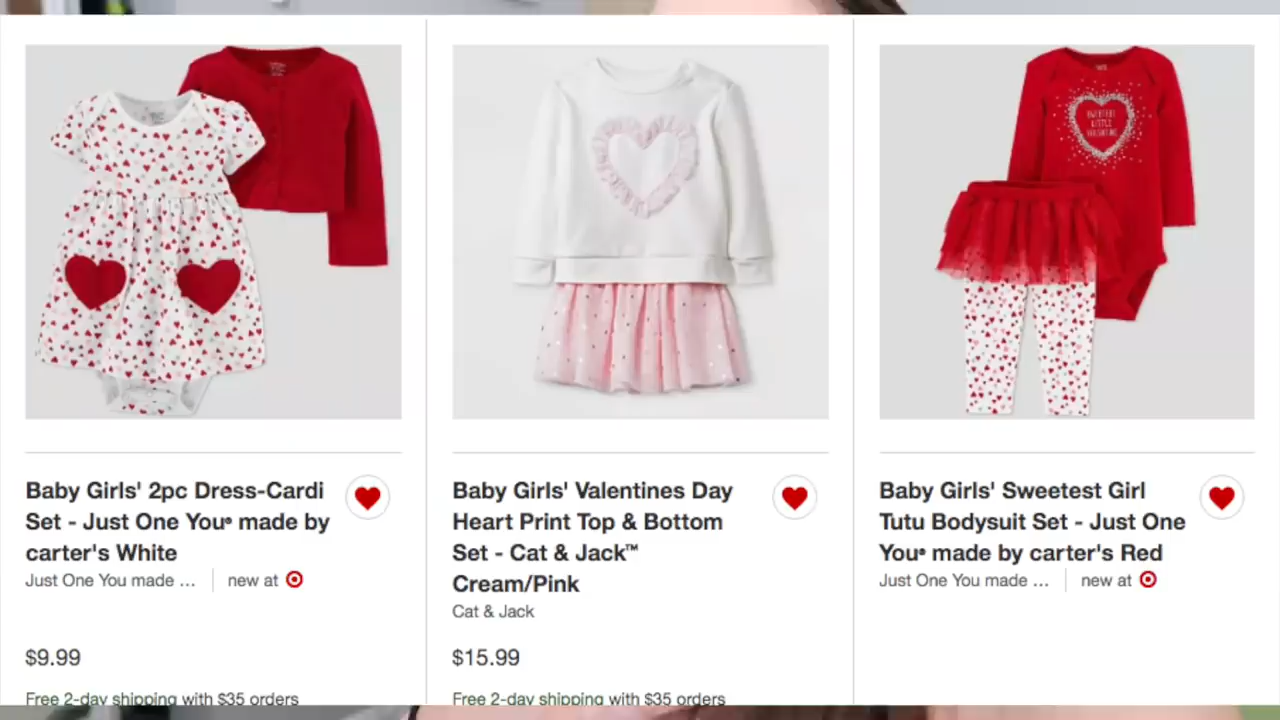 SWEETEST
LITTLE
VALENTINE
Baby Girls' 2pc Dress-Cardi
Set - Just One You® made by
carter's White
Just One You made ...
new at
$9.99
Free 2-day shipping with $35 orders
Baby Girls' Valentines Day
Heart Print Top & Bottom
Set - Cat & Jack™
Cream/Pink
Cat & Jack
$15.99
Free 2-day shipping with $35 orders
Baby Girls' Sweetest Girl
Tutu Bodysuit Set - Just One
You® made by carter's Red
Just One You made ...
new at